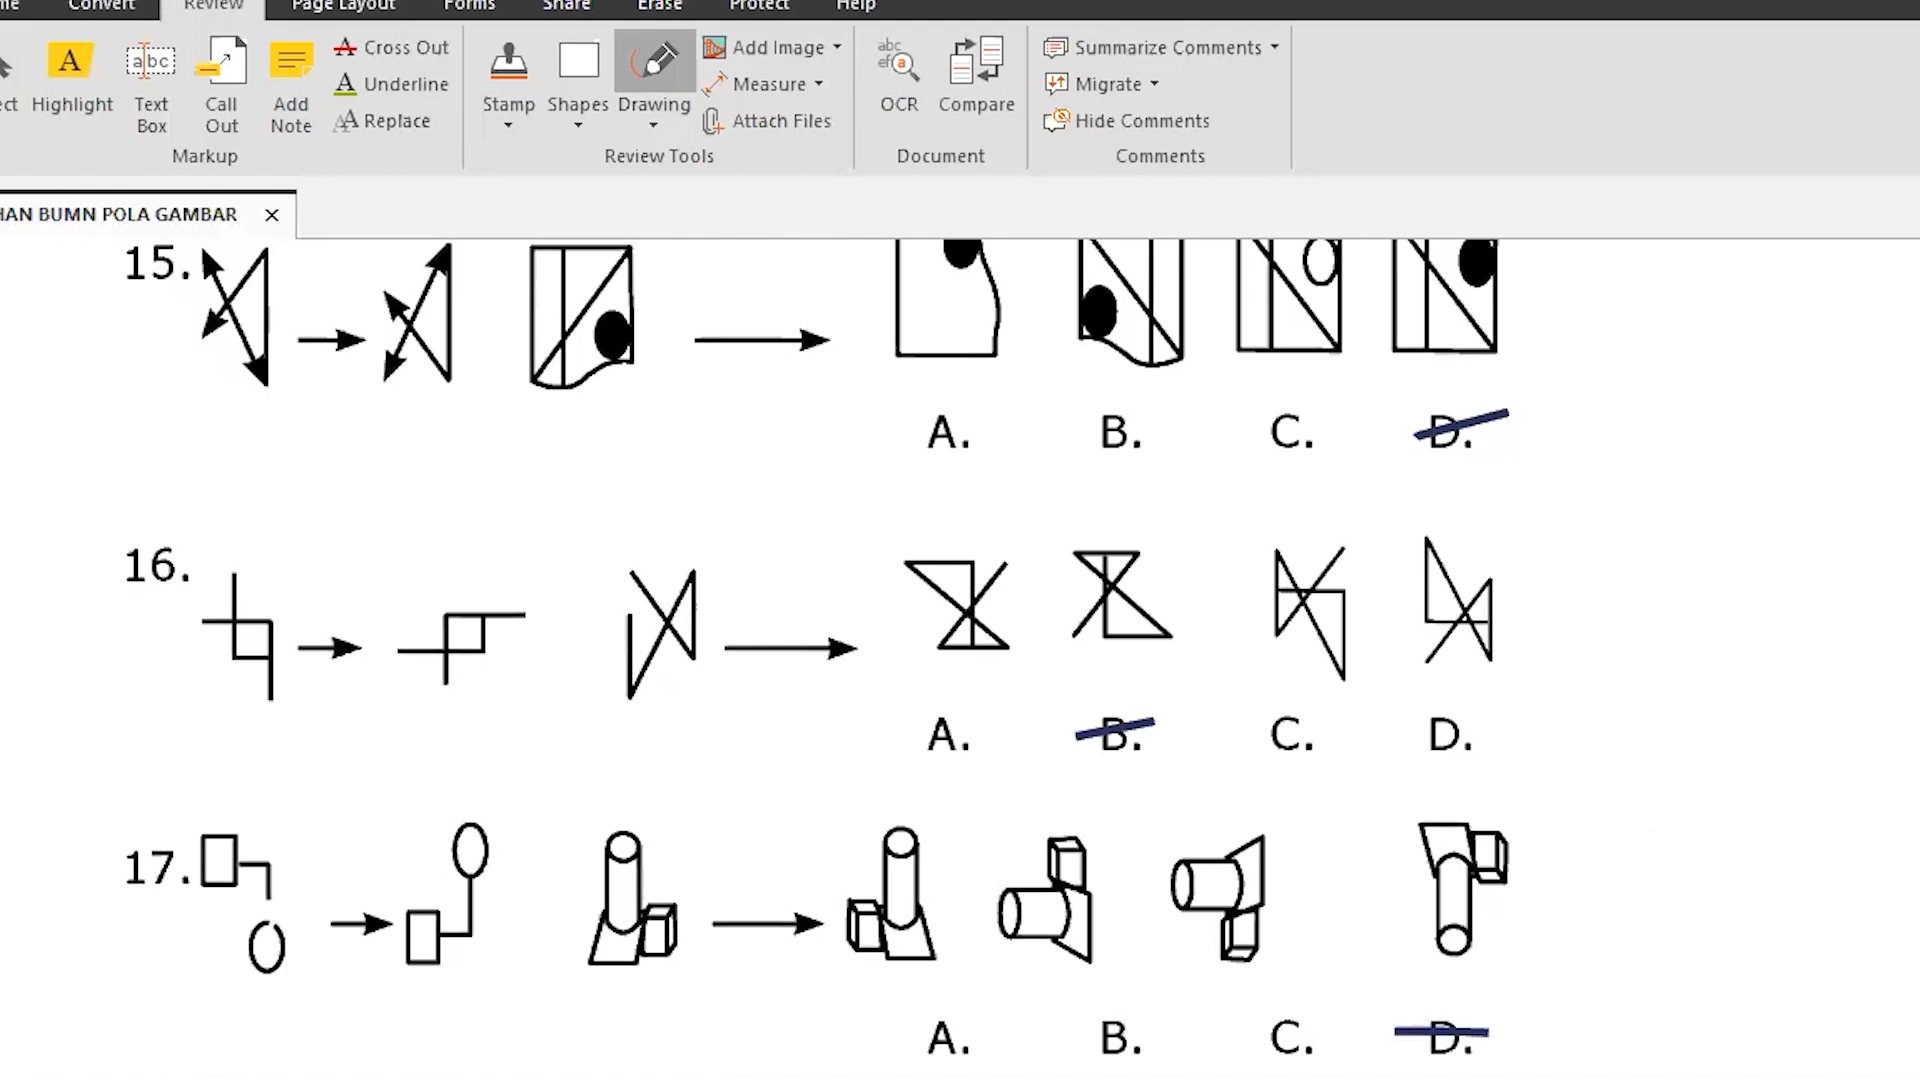 Convert Review Page Layout Forms Share Erase Protect Help
Highlight
Text Box
Call Out
Add Note
Cross Out
Underline
Replace
Markup
Stamp
Shapes
Drawing
Add Image
Measure
Attach Files
Review Tools
OCR
Compare
Document
Summarize Comments
Migrate
Hide Comments
Comments
HAN BUMN POLA GAMBAR ×
15.
A. B. C. D.
16.
A. B. C. D.
17.
A. B. C. D.